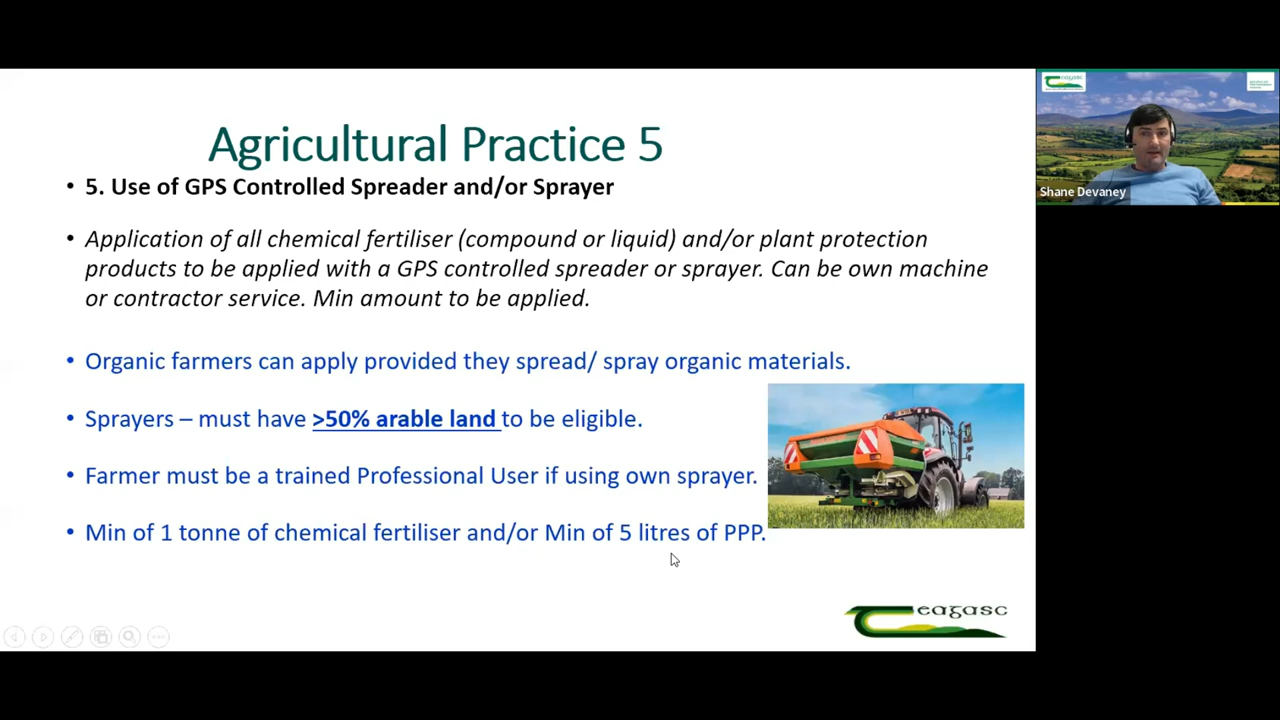 Agricultural Practice 5
• 5. Use of GPS Controlled Spreader and/or Sprayer
• Application of all chemical fertiliser (compound or liquid) and/or plant protection
products to be applied with a GPS controlled spreader or sprayer. Can be own machine
or contractor service. Min amount to be applied.
• Organic farmers can apply provided they spread/ spray organic materials.
• Sprayers – must have >50% arable land to be eligible.
• Farmer must be a trained Professional User if using own sprayer.
• Min of 1 tonne of chemical fertiliser and/or Min of 5 litres of PPP.
teagasc
teagasc
Shane Devaney